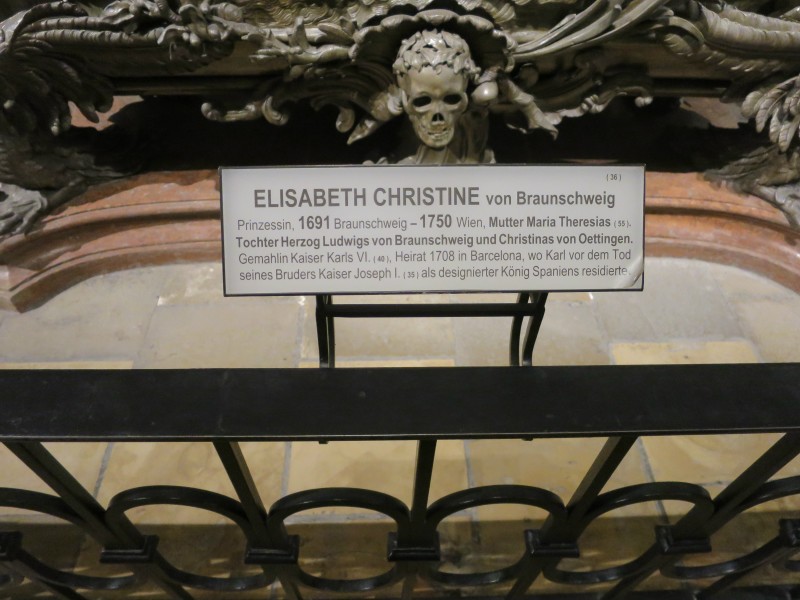 (36)
ELISABETH CHRISTINE von Braunschweig
Prinzessin, 1691 Braunschweig – 1750 Wien, Mutter Maria Theresias (55),
Tochter Herzog Ludwigs von Braunschweig und Christinas von Oettingen.
Gemahlin Kaiser Karls VI. (40), Heirat 1708 in Barcelona, wo Karl vor dem Tod
seines Bruders Kaiser Joseph I. (35) als designierter König Spaniens residierte.